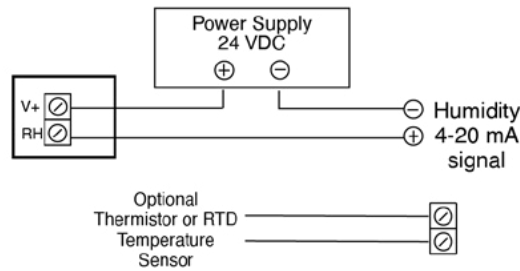 Power Supply
24 VDC
+ −
V+
RH
− Humidity
+ 4-20 mA
signal
Optional
Thermistor or RTD
Temperature
Sensor